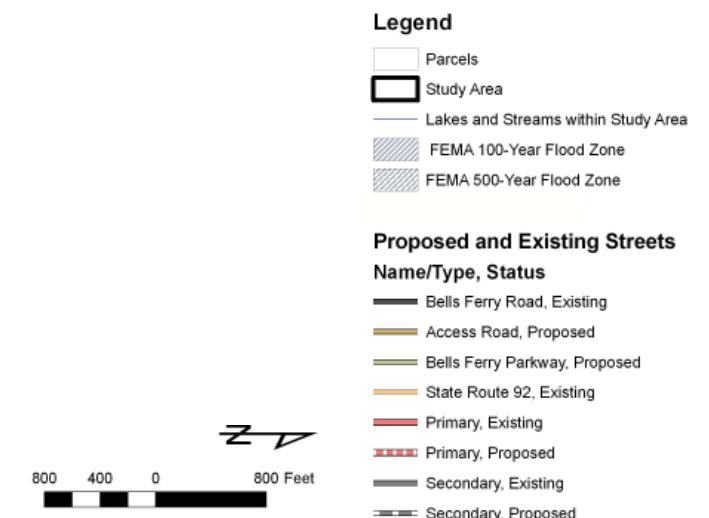 Legend
Parcels
Study Area
Lakes and Streams within Study Area
FEMA 100-Year Flood Zone
FEMA 500-Year Flood Zone
Proposed and Existing Streets
Name/Type, Status
Bells Ferry Road, Existing
Access Road, Proposed
Bells Ferry Parkway, Proposed
State Route 92, Existing
Primary, Existing
Primary, Proposed
Secondary, Existing
Secondary, Proposed
N
800 400 0 800 Feet